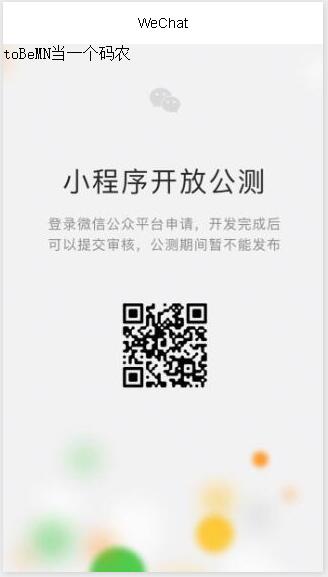 WeChat
toBeMN当一个码农
小程序开放公测
登录微信公众平台申请，开发完成后
可以提交审核，公测期间暂不能发布